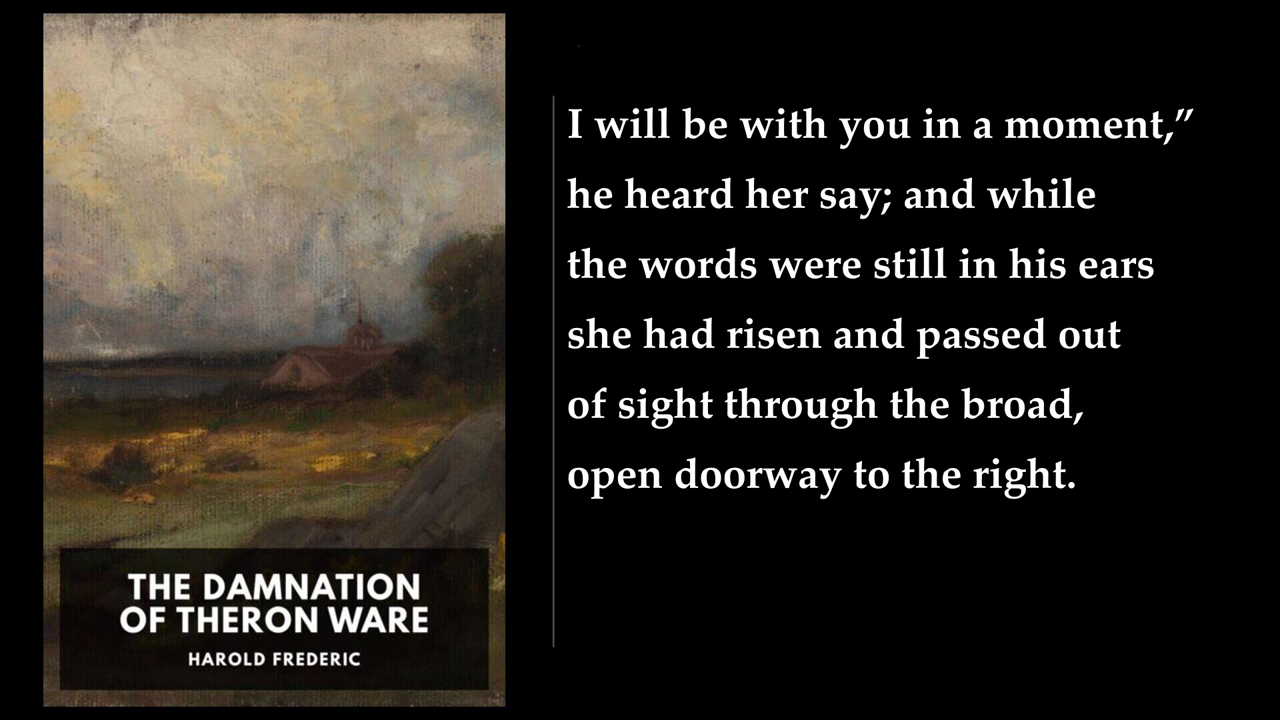 THE DAMNATION
OF THERON WARE
HAROLD FREDERIC
I will be with you in a moment,”
he heard her say; and while
the words were still in his ears
she had risen and passed out
of sight through the broad,
open doorway to the right.